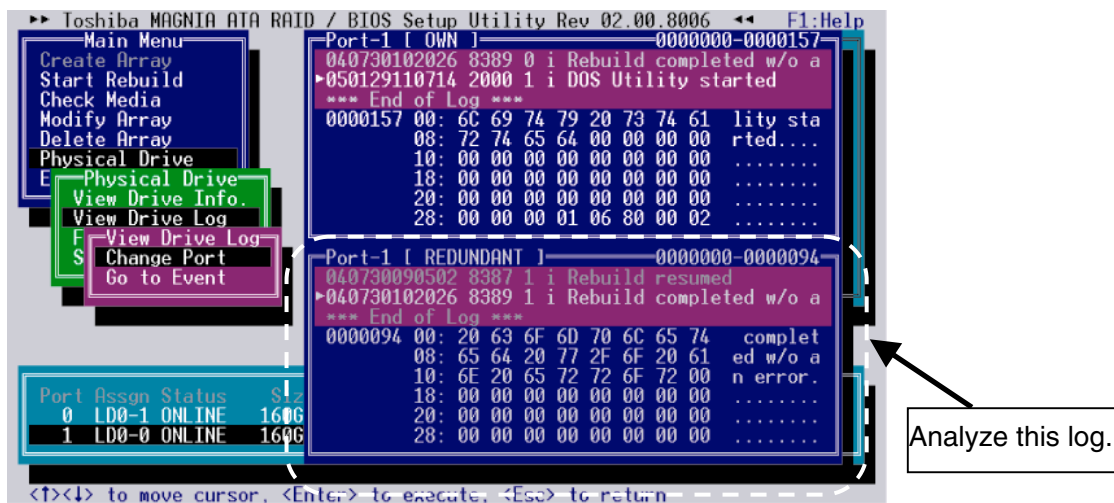 ►► Toshiba MAGNIA ATA RAID / BIOS Setup Utility Rev 02.00.8006 ◄◄ F1:Help
Main Menu
Create Array
Start Rebuild
Check Media
Modify Array
Delete Array
Physical Drive
E
Physical Drive
View Drive Info.
View Drive Log
F
S
View Drive Log
Change Port
Go to Event
Port-1 [ OWN ] 0000000-0000157
040730102026 8389 0 i Rebuild completed w/o a
►050129110714 2000 1 i DOS Utility started
*** End of Log ***
0000157 00: 6C 69 74 79 20 73 74 61 lity sta
08: 72 74 65 64 00 00 00 00 rted....
10: 00 00 00 00 00 00 00 00 ........
18: 00 00 00 00 00 00 00 00 ........
20: 00 00 00 00 00 00 00 00 ........
28: 00 00 00 01 06 80 00 02 ........
Port-1 [ REDUNDANT ] 0000000-0000094
040730090502 8387 1 i Rebuild resumed
►040730102026 8389 1 i Rebuild completed w/o a
*** End of Log ***
0000094 00: 20 63 6F 6D 70 6C 65 74 complet
08: 65 64 20 77 2F 6F 20 61 ed w/o a
10: 6E 20 65 72 72 6F 72 00 n error.
18: 00 00 00 00 00 00 00 00 ........
20: 00 00 00 00 00 00 00 00 ........
28: 00 00 00 00 00 00 00 00 ........
Port Assgn Status Siz
0 LD0-1 ONLINE 160G
1 LD0-0 ONLINE 160G
Analyze this log.
<↑><↓> to move cursor, <Enter> to execute, <Esc> to return